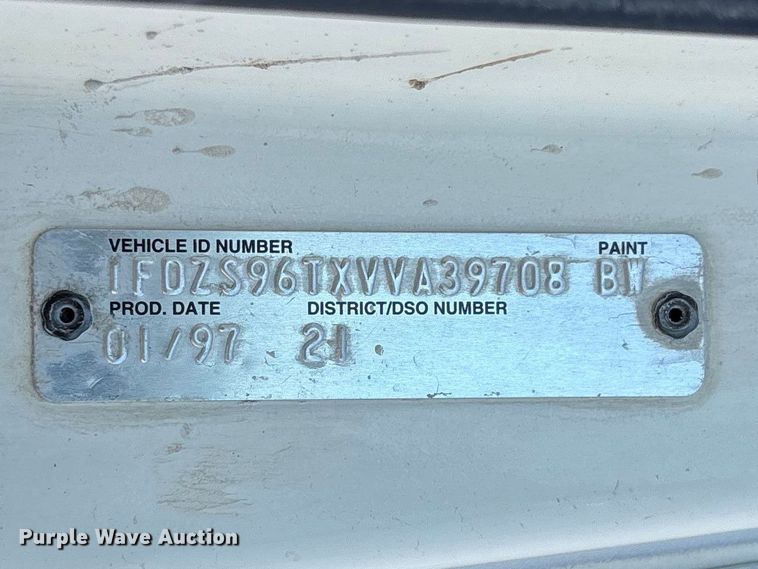 VEHICLE ID NUMBER PAINT
1FDZS96TXVVA39708 BW
PROD. DATE DISTRICT/DSO NUMBER
01/97 21
Purple Wave Auction